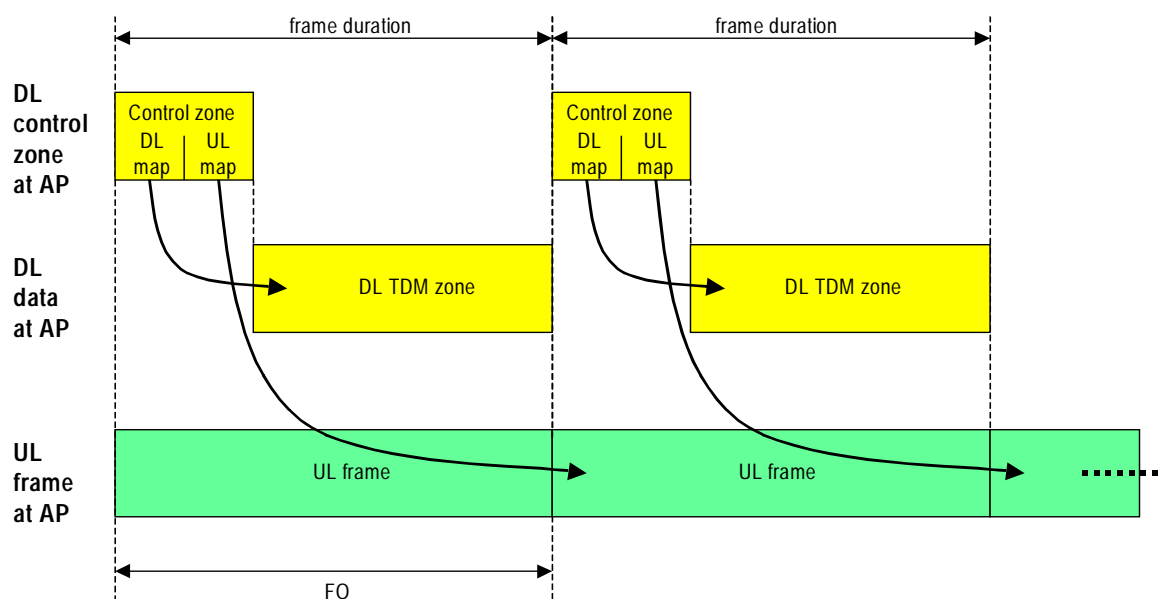 frame duration
frame duration
DL
control
zone
at AP
Control zone
DL
map
UL
map
Control zone
DL
map
UL
map
DL
data
at AP
DL TDM zone
DL TDM zone
UL
frame
at AP
UL frame
UL frame
FO